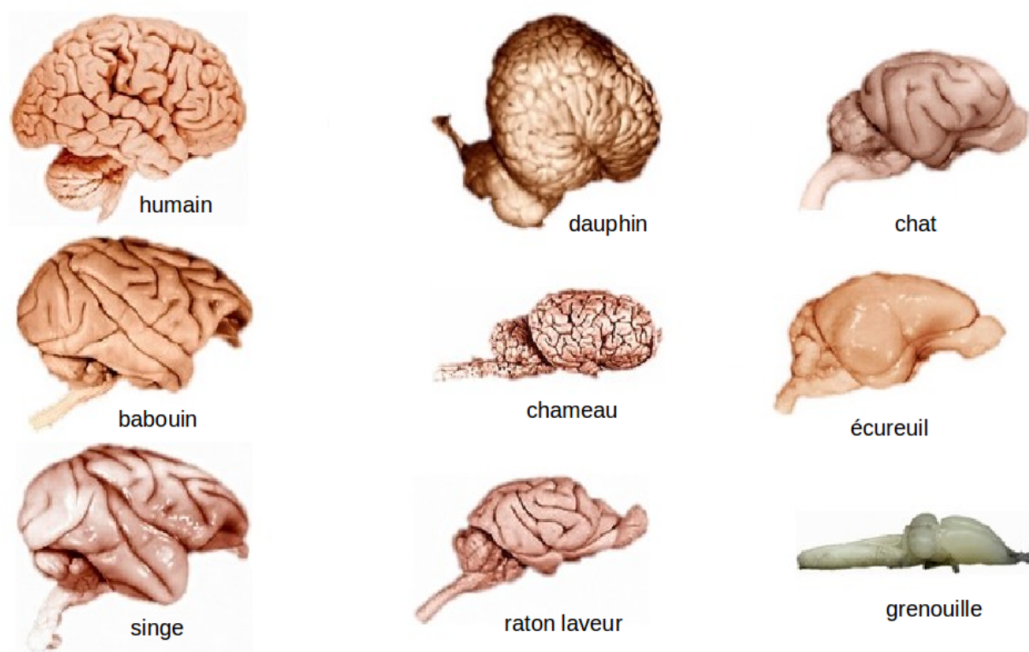 humain
dauphin
chat
babouin
chameau
écureuil
singe
raton laveur
grenouille